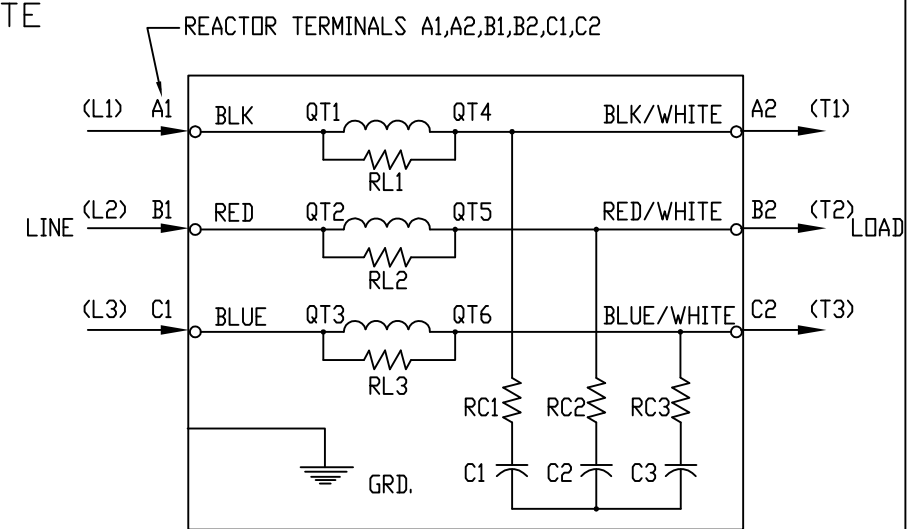 TE
REACTOR TERMINALS A1,A2,B1,B2,C1,C2
(L1) A1 BLK QT1 QT4 BLK/WHITE A2 (T1)
RL1
(L2) B1 RED QT2 QT5 RED/WHITE B2 (T2)
LINE LOAD
RL2
(L3) C1 BLUE QT3 QT6 BLUE/WHITE C2 (T3)
RL3
RC1 RC2 RC3
C1 C2 C3
GRD.